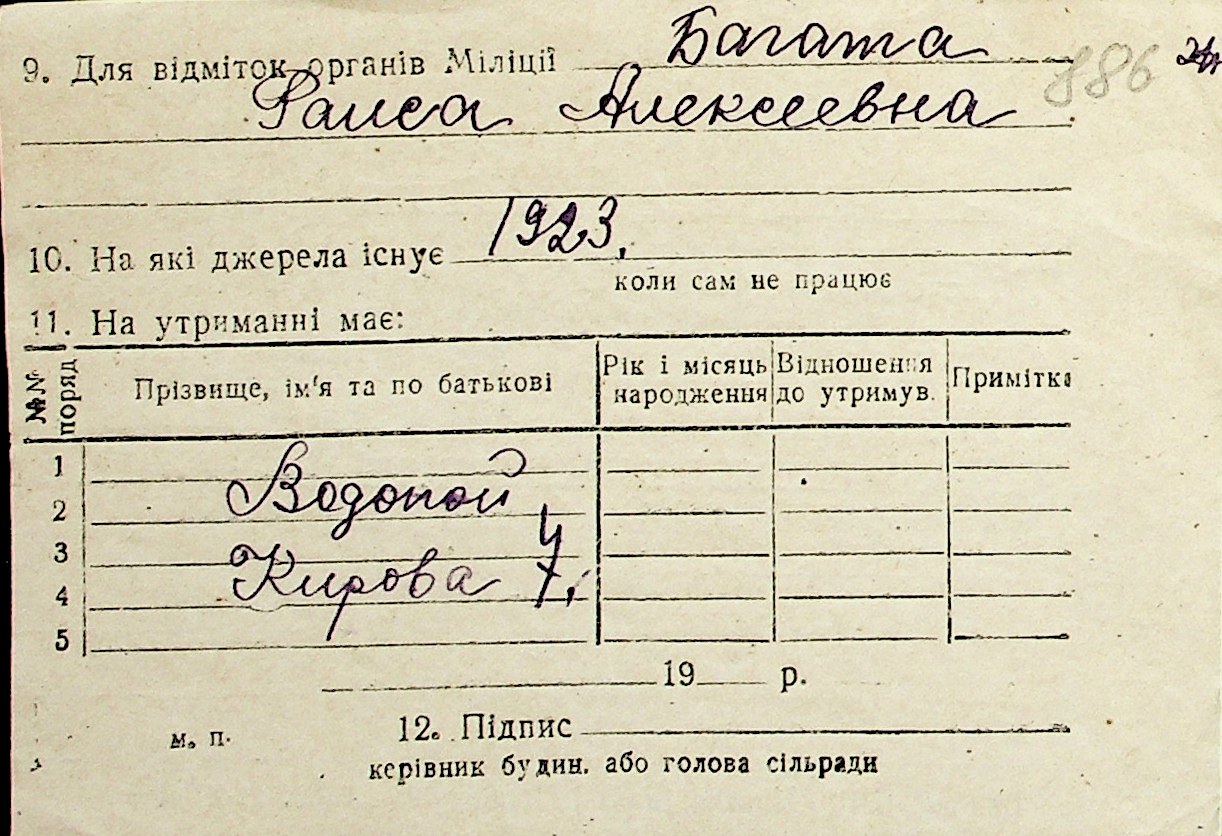 9. Для відміток органів Міліції Багата 886
Раиса Алексеевна
10. На які джерела існує 1923.
коли сам не працює
11. На утриманні має:
№№ поряд Прізвище, ім'я та по батькові Рік і місяць народження Відношення до утримув. Примітка
1
2 Водопой
3 4
4 Кирова 7.
5
19 р.
м. п. 12. Підпис
керівник будин. або голова сільради